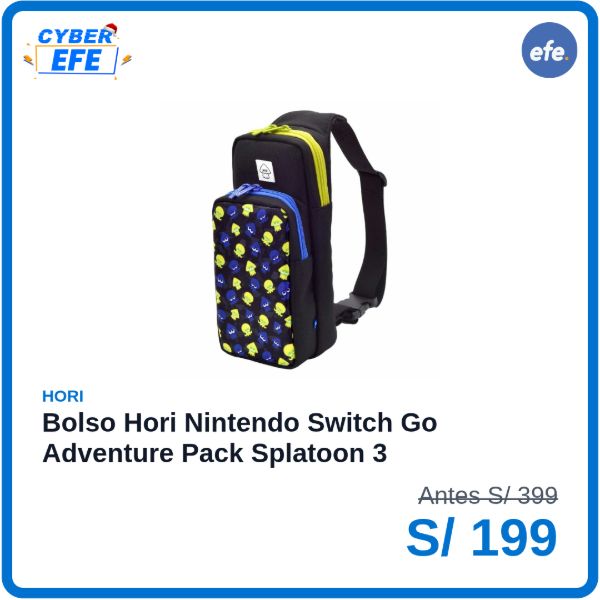 CYBER
EFE
efe.
HORI
Bolso Hori Nintendo Switch Go
Adventure Pack Splatoon 3
Antes S/ 399
S/ 199